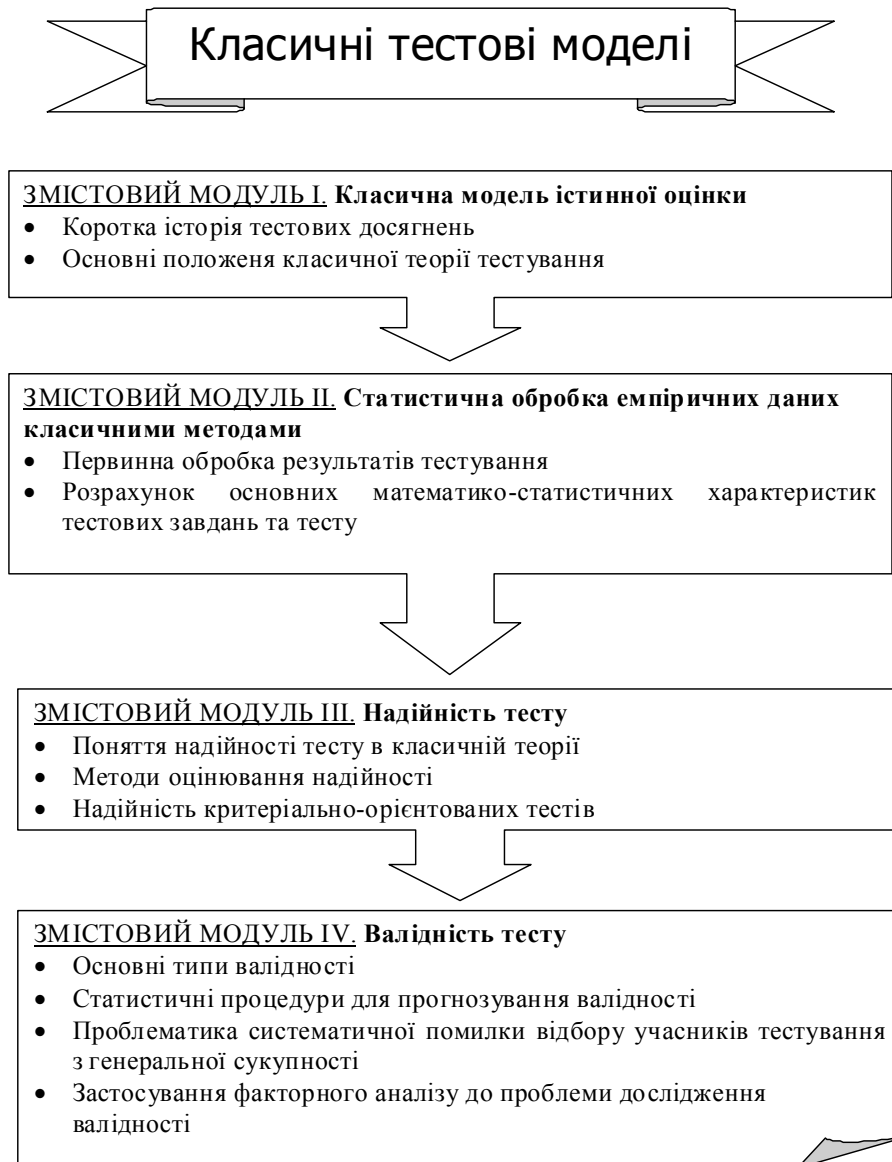 Класичні тестові моделі
ЗМІСТОВИЙ МОДУЛЬ І. Класична модель істинної оцінки
• Коротка історія тестових досягнень
• Основні положеня класичної теорії тестування
ЗМІСТОВИЙ МОДУЛЬ ІІ. Статистична обробка емпіричних даних
класичними методами
• Первинна обробка результатів тестування
• Розрахунок основних математико-статистичних характеристик
тестових завдань та тесту
ЗМІСТОВИЙ МОДУЛЬ ІІІ. Надійність тесту
• Поняття надійності тесту в класичній теорії
• Методи оцінювання надійності
• Надійність критеріально-орієнтованих тестів
ЗМІСТОВИЙ МОДУЛЬ IV. Валідність тесту
• Основні типи валідності
• Статистичні процедури для прогнозування валідності
• Проблематика систематичної помилки відбору учасників тестування
з генеральної сукупності
• Застосування факторного аналізу до проблеми дослідження
валідності